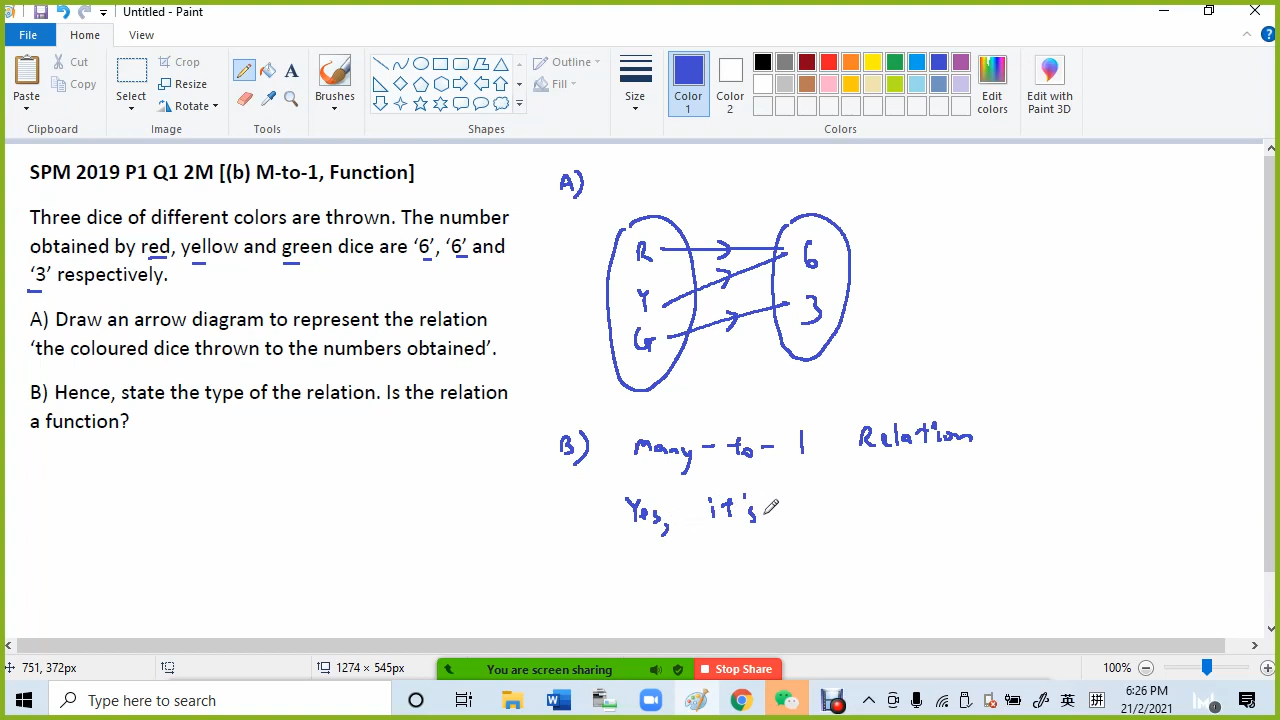 Untitled - Paint
File Home View
Paste Cut Copy
Clipboard
Select Crop Resize Rotate
Image
A
Tools
Brushes
Outline Fill
Shapes
Size
Color 1
Color 2
Edit colors
Colors
Edit with Paint 3D
SPM 2019 P1 Q1 2M [(b) M-to-1, Function]
Three dice of different colors are thrown. The number
obtained by red, yellow and green dice are ‘6’, ‘6’ and
‘3’ respectively.
A) Draw an arrow diagram to represent the relation
‘the coloured dice thrown to the numbers obtained’.
B) Hence, state the type of the relation. Is the relation
a function?
A)
R 6
Y 3
G
B) Many-to-1 Relation
Yes, it's
751, 372px
1274 × 545px
You are screen sharing
Stop Share
100%
Type here to search
英 拼
6:26 PM
21/2/2021